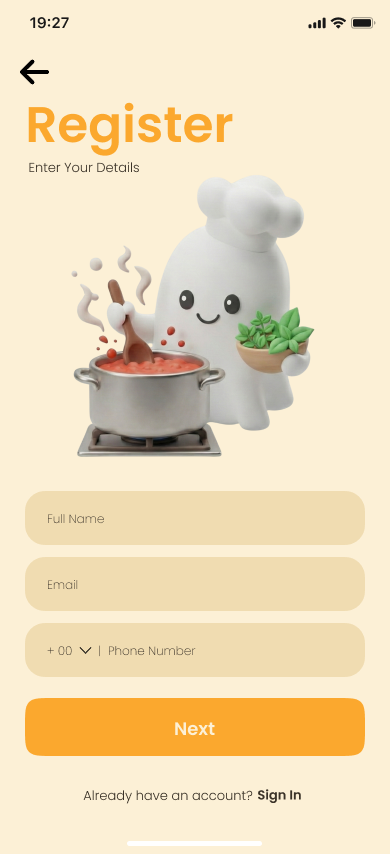 19:27
Register
Enter Your Details
Full Name
Email
+ 00 | Phone Number
Next
Already have an account? Sign In